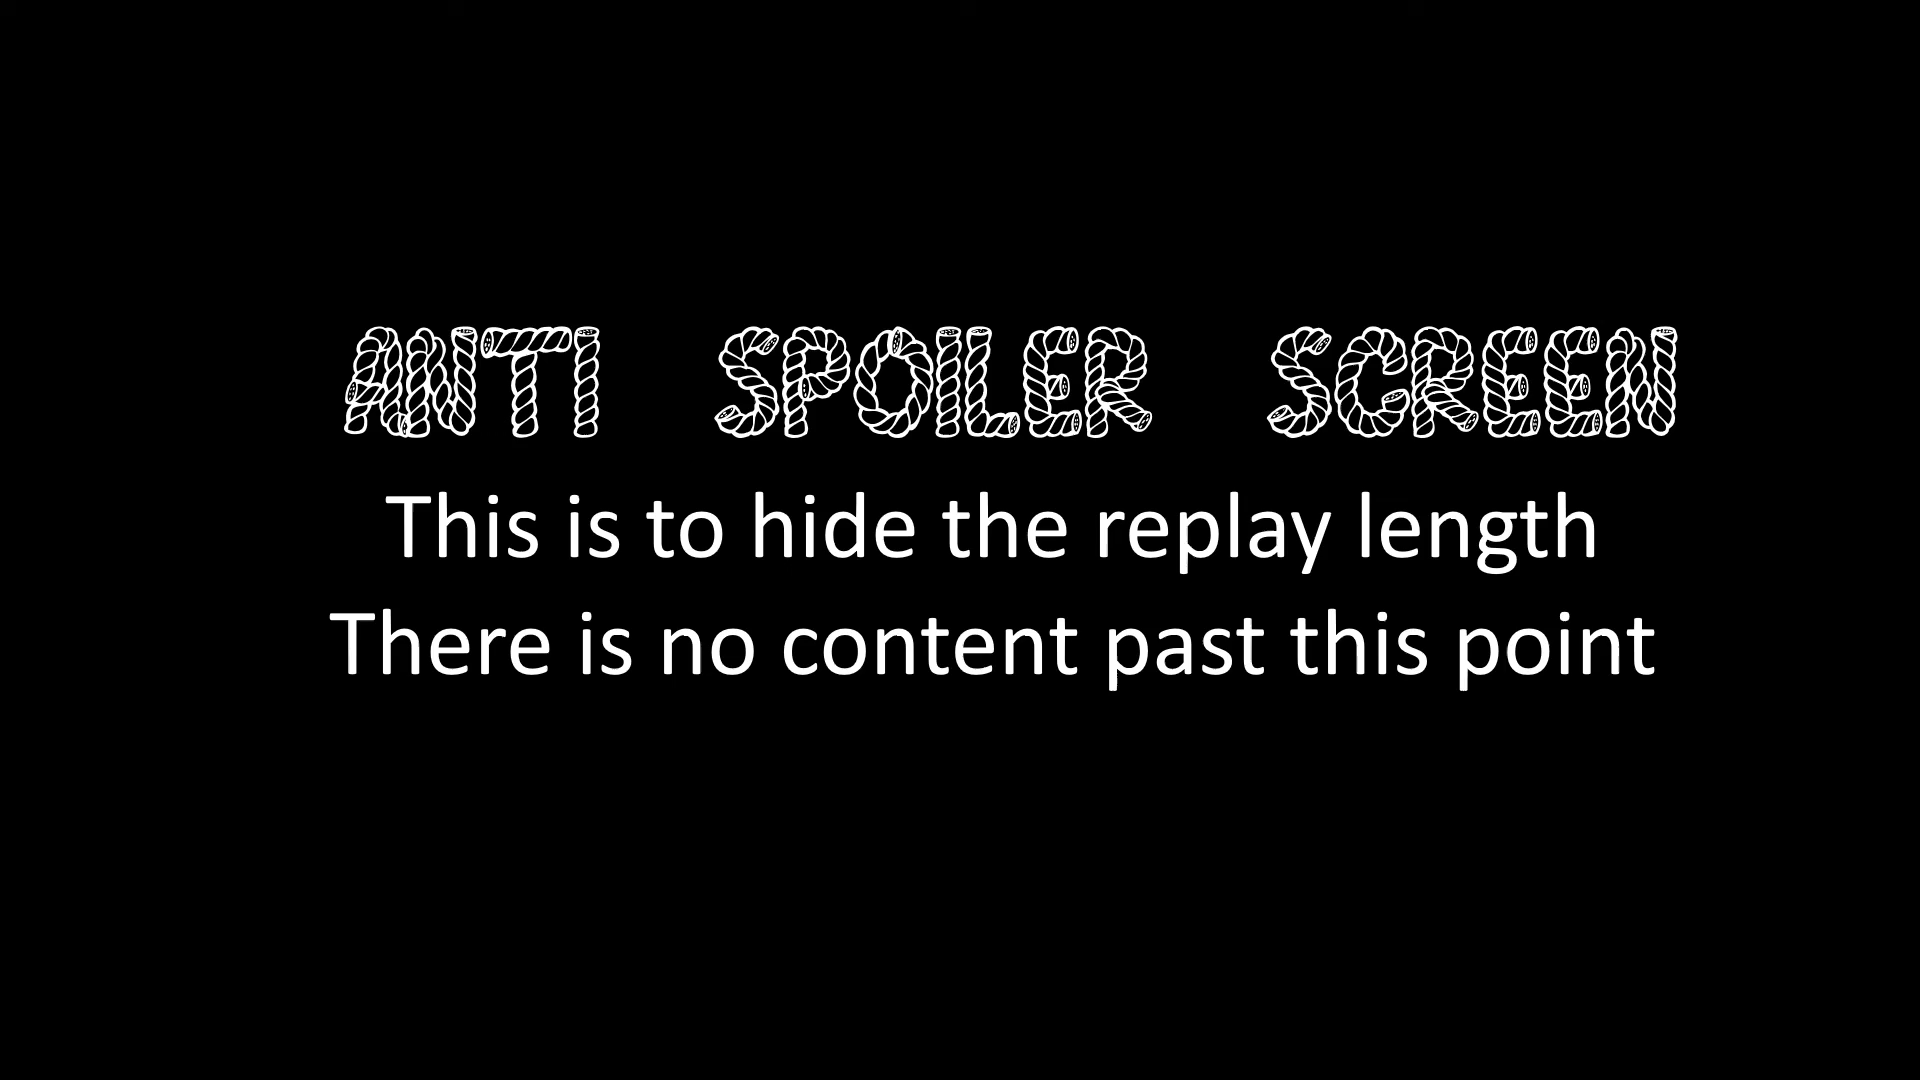 ANTI SPOILER SCREEN
This is to hide the replay length
There is no content past this point